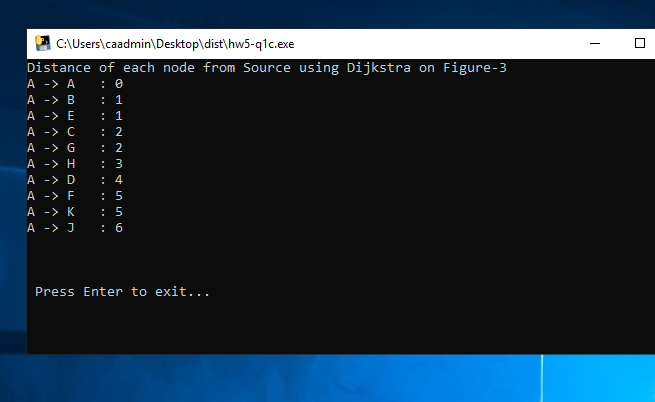 C:\Users\caadmin\Desktop\dist\hw5-q1c.exe
Distance of each node from Source using Dijkstra on Figure-3
A -> A   : 0
A -> B   : 1
A -> E   : 1
A -> C   : 2
A -> G   : 2
A -> H   : 3
A -> D   : 4
A -> F   : 5
A -> K   : 5
A -> J   : 6
Press Enter to exit...